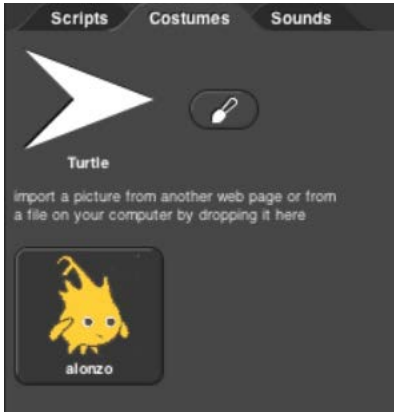 Scripts Costumes Sounds
Turtle
import a picture from another web page or from
a file on your computer by dropping it here
alonzo